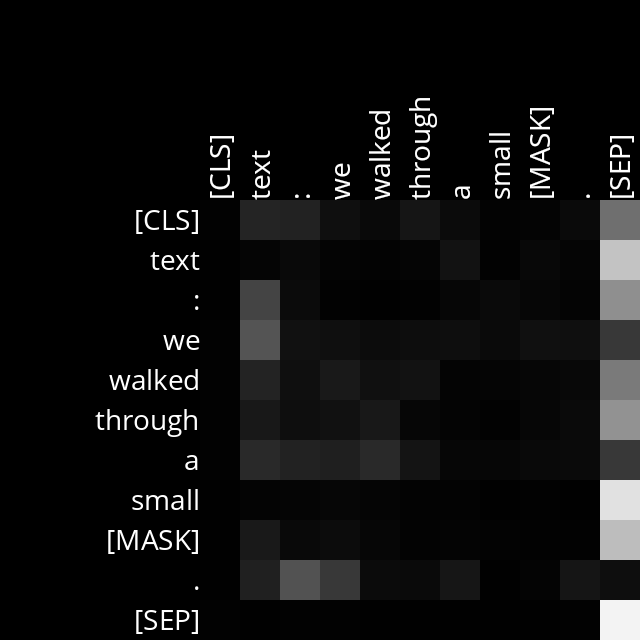 [CLS] text : we walked through a small [MASK] . [SEP]
[CLS]
text
:
we
walked
through
a
small
[MASK]
.
[SEP]